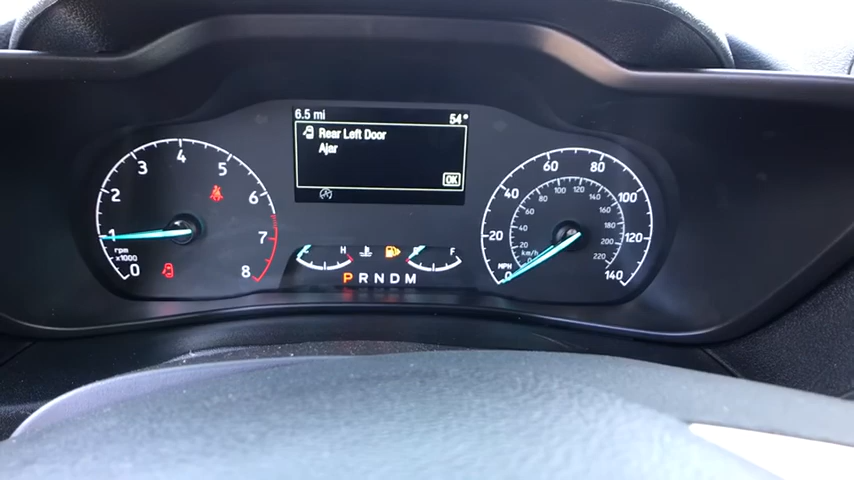 6.5 mi 54°
Rear Left Door
Ajar
OK
0 1 2 3 4 5 6 7 8
rpm
x1000
C H
E F
P R N D M
0 20 40 60 80 100 120 140
MPH
0 20 40 60 80 100 120 140 160 180 200 220
km/h